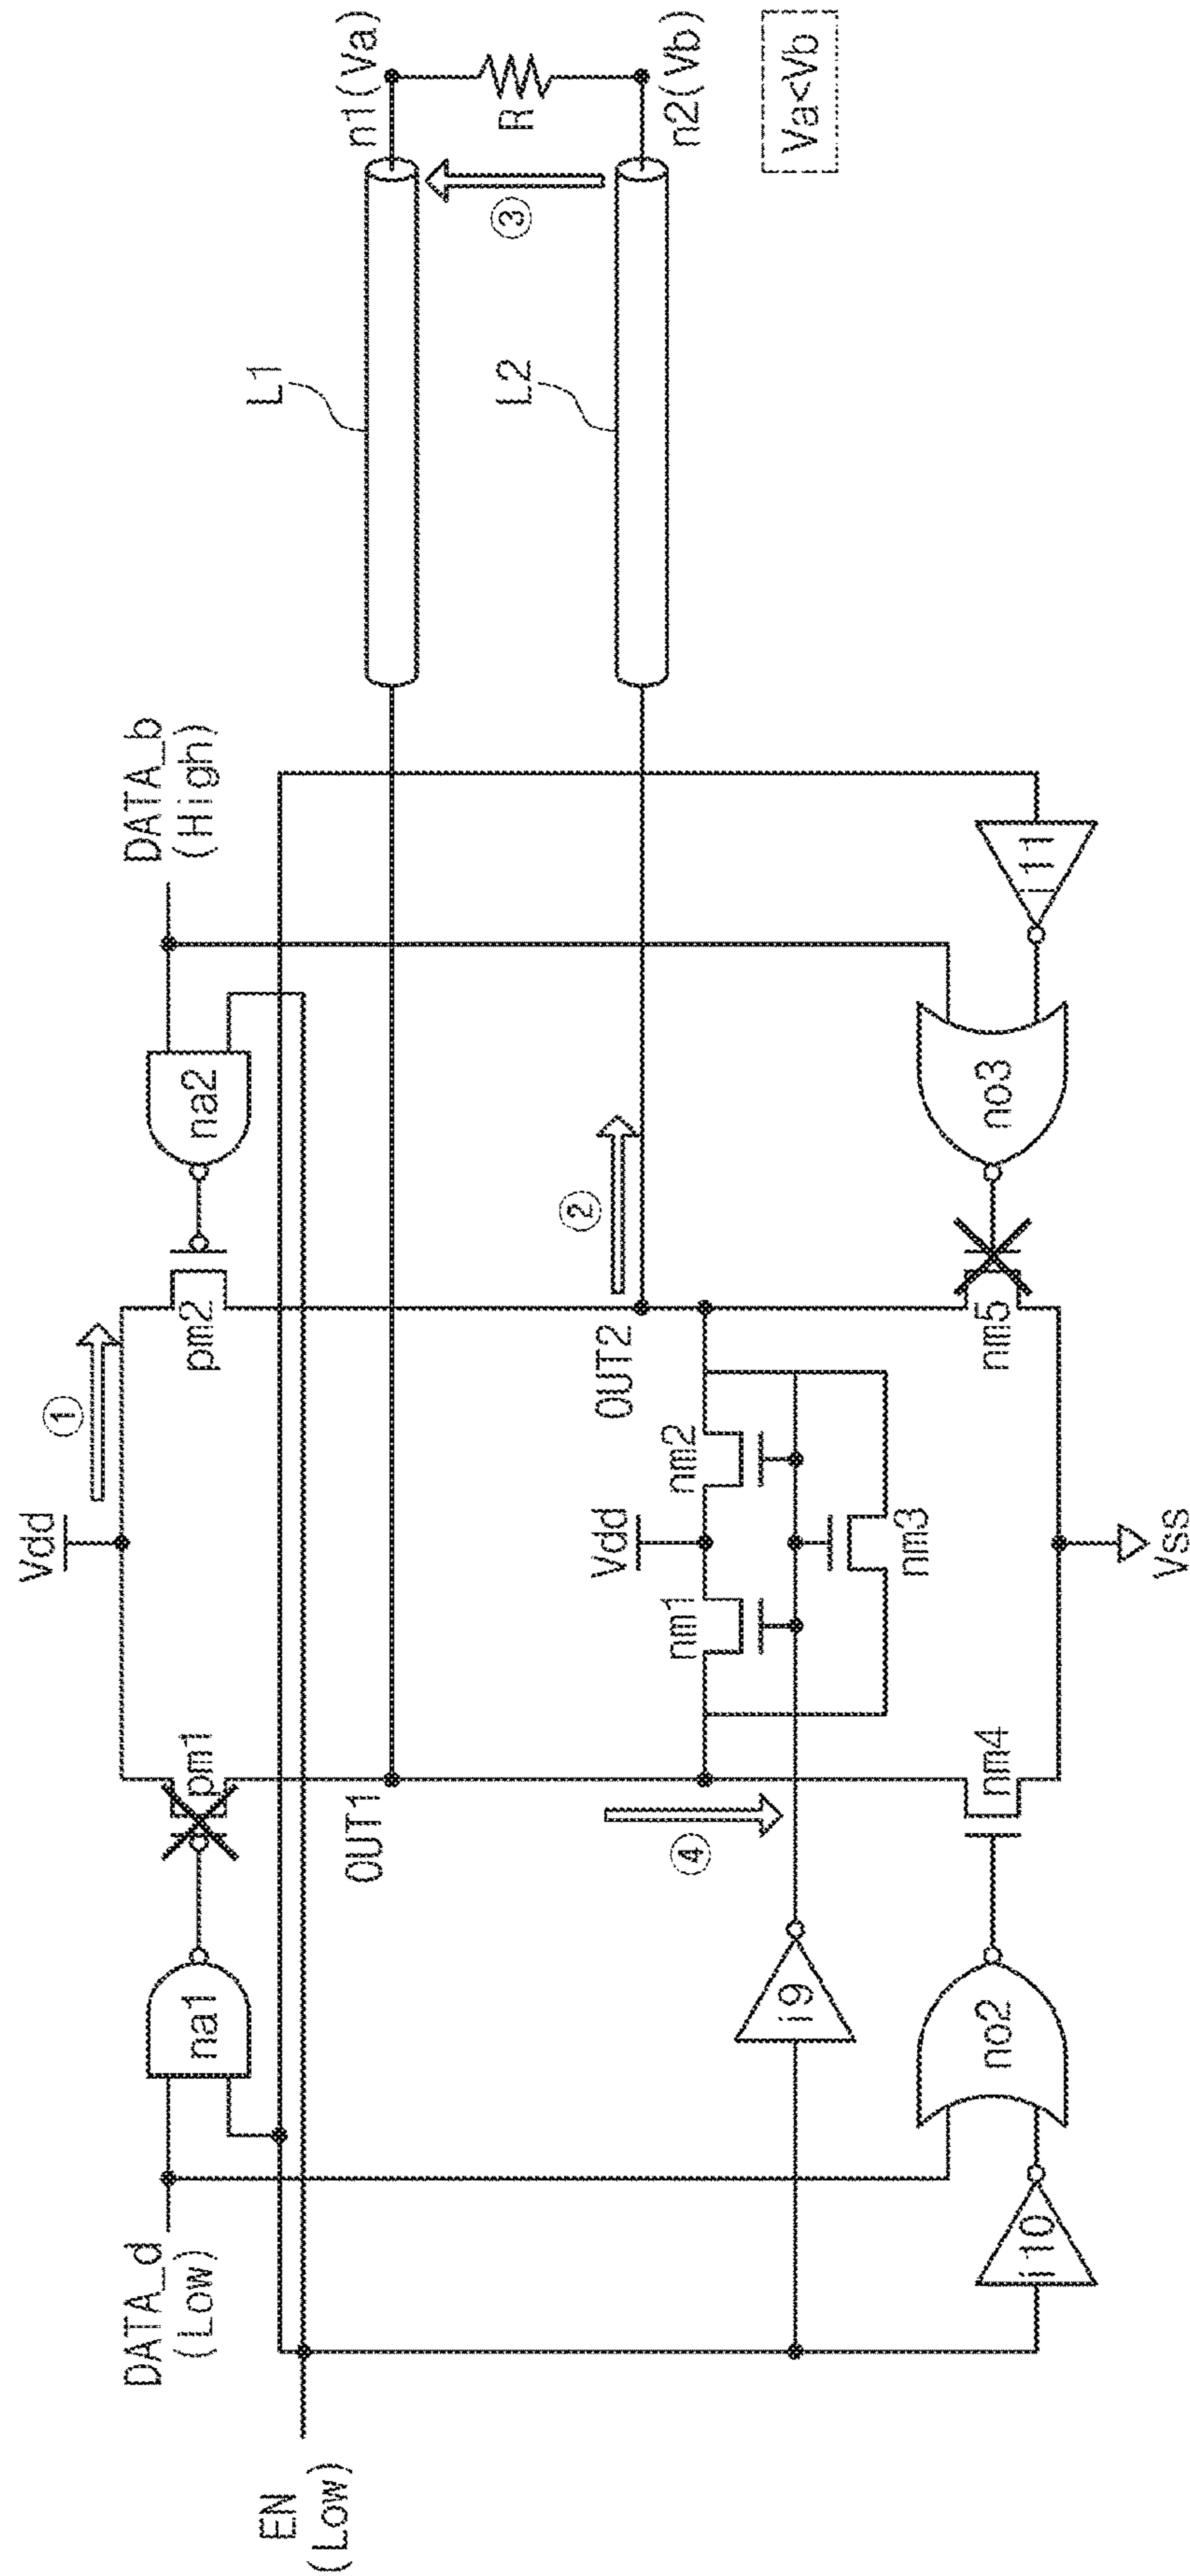 EN
(Low)
DATA_d
(Low)
DATA_b
(High)
na1
pm1
Vdd
①
pm2
na2
OUT1
L1
n1(Va)
R
③
④
i9
nm1
Vdd
nm2
nm3
OUT2
②
L2
n2(Vb)
Va<Vb
i10
no2
nm4
Vss
nm5
no3
i11